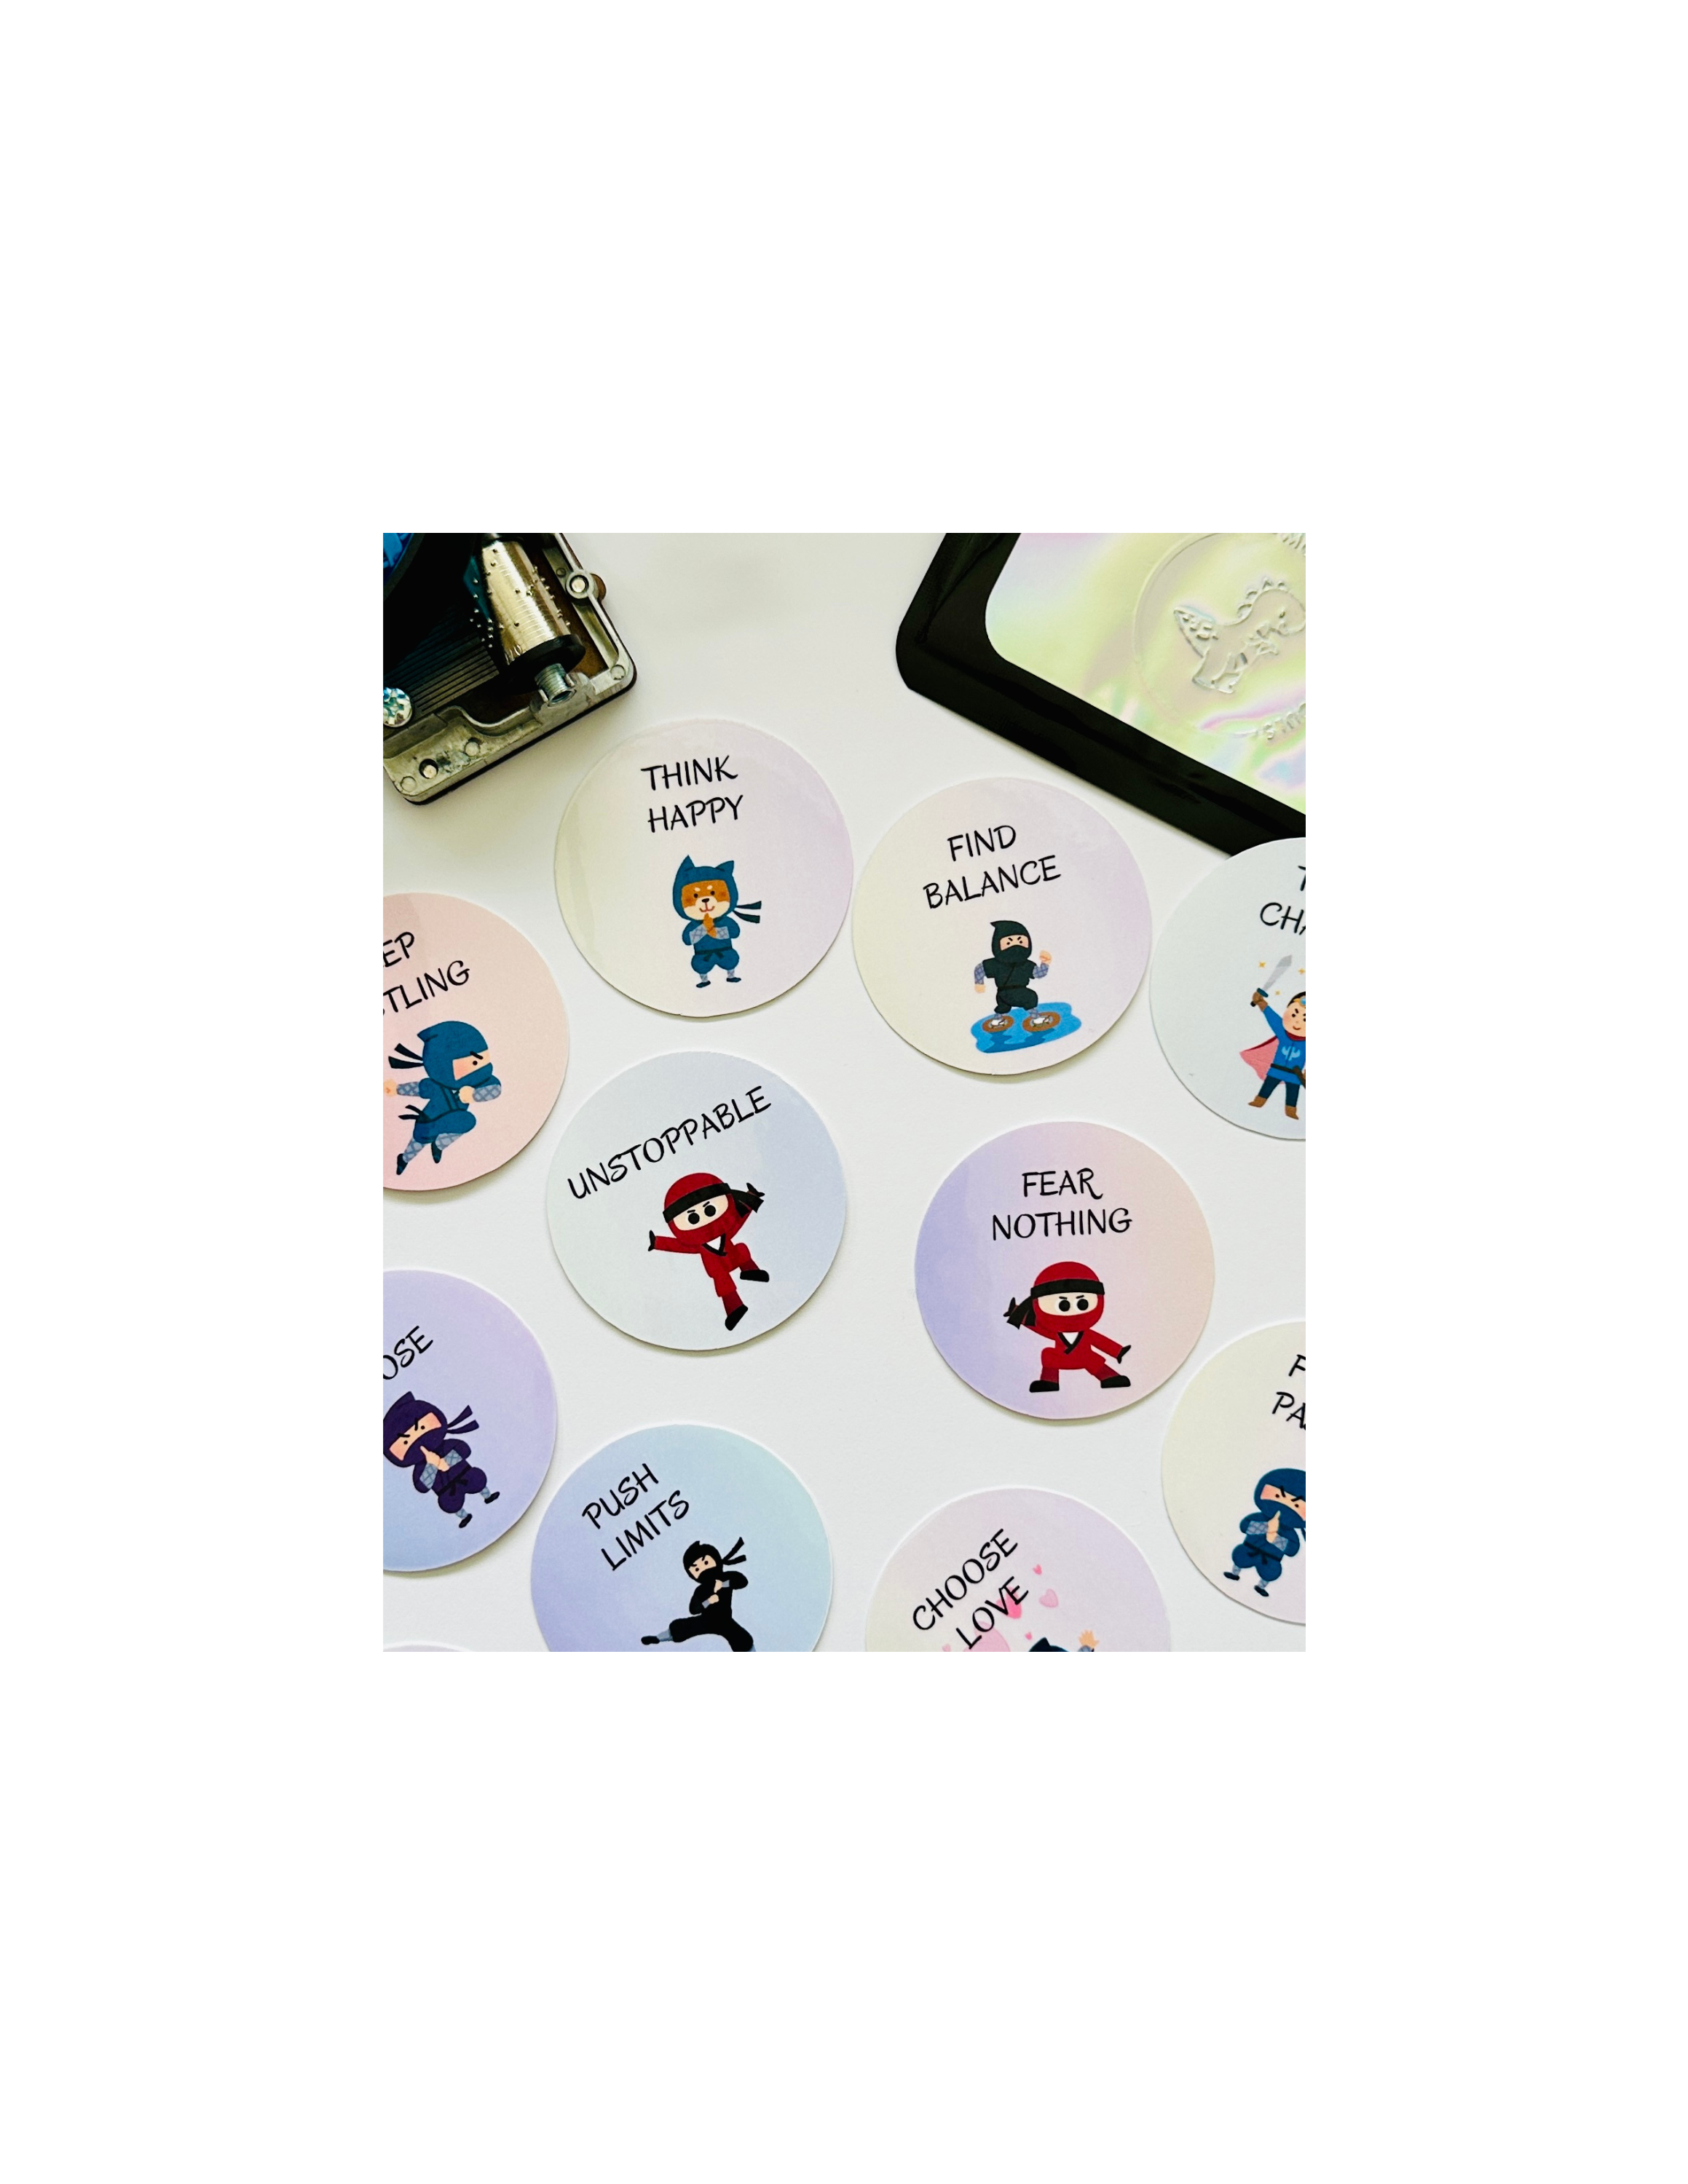 THINK
HAPPY
FIND
BALANCE
UNSTOPPABLE
FEAR
NOTHING
PUSH
LIMITS
CHOOSE
LOVE